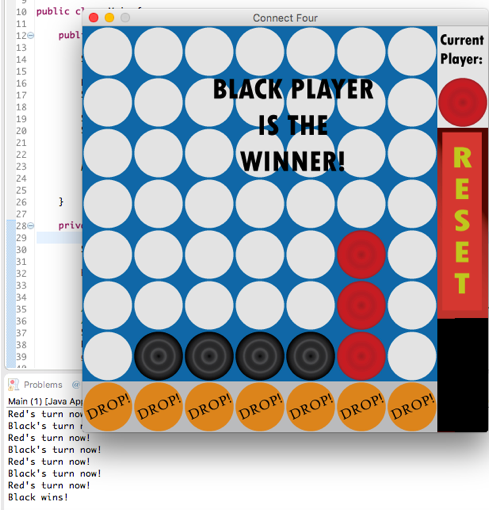 Connect Four
9
10
11
12
13
14
15
16
17
18
19
20
21
22
23
24
25
26
27
28
29
30
31
32
33
34
35
36
37
38
39
public
pub
}
priv
BLACK PLAYER
IS THE
WINNER!
Current
Player:
RESET
DROP! DROP! DROP! DROP! DROP! DROP! DROP!
Problems @
Main (1) [Java App
Red's turn now
Black's turn n
Red's turn now!
Black's turn now!
Red's turn now!
Black's turn now!
Red's turn now!
Black wins!